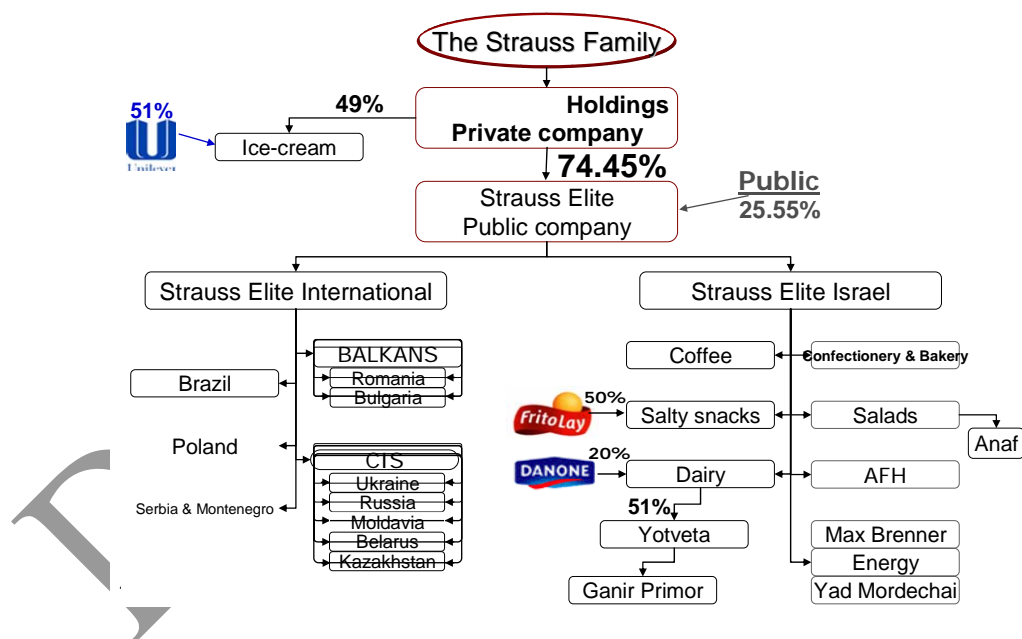 The Strauss Family
51%
49%
Holdings
Private company
Unilever
Ice-cream
74.45%
Public
25.55%
Strauss Elite
Public company
Strauss Elite International
Strauss Elite Israel
BALKANS
Romania
Bulgaria
Brazil
Poland
CIS
Ukraine
Russia
Moldavia
Belarus
Kazakhstan
Serbia & Montenegro
Coffee
Confectionery & Bakery
FritoLay
50%
Salty snacks
Salads
Anaf
DANONE
20%
Dairy
AFH
51%
Yotveta
Ganir Primor
Max Brenner
Energy
Yad Mordechai